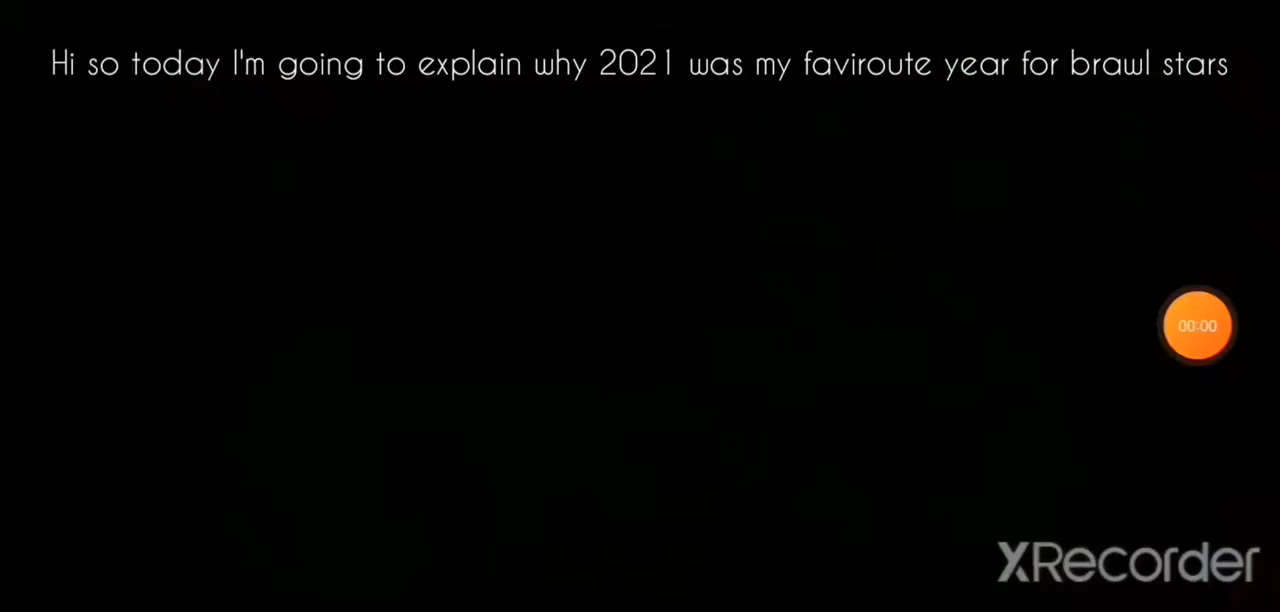 Hi so today I'm going to explain why 2021 was my faviroute year for brawl stars
00:00
XRecorder